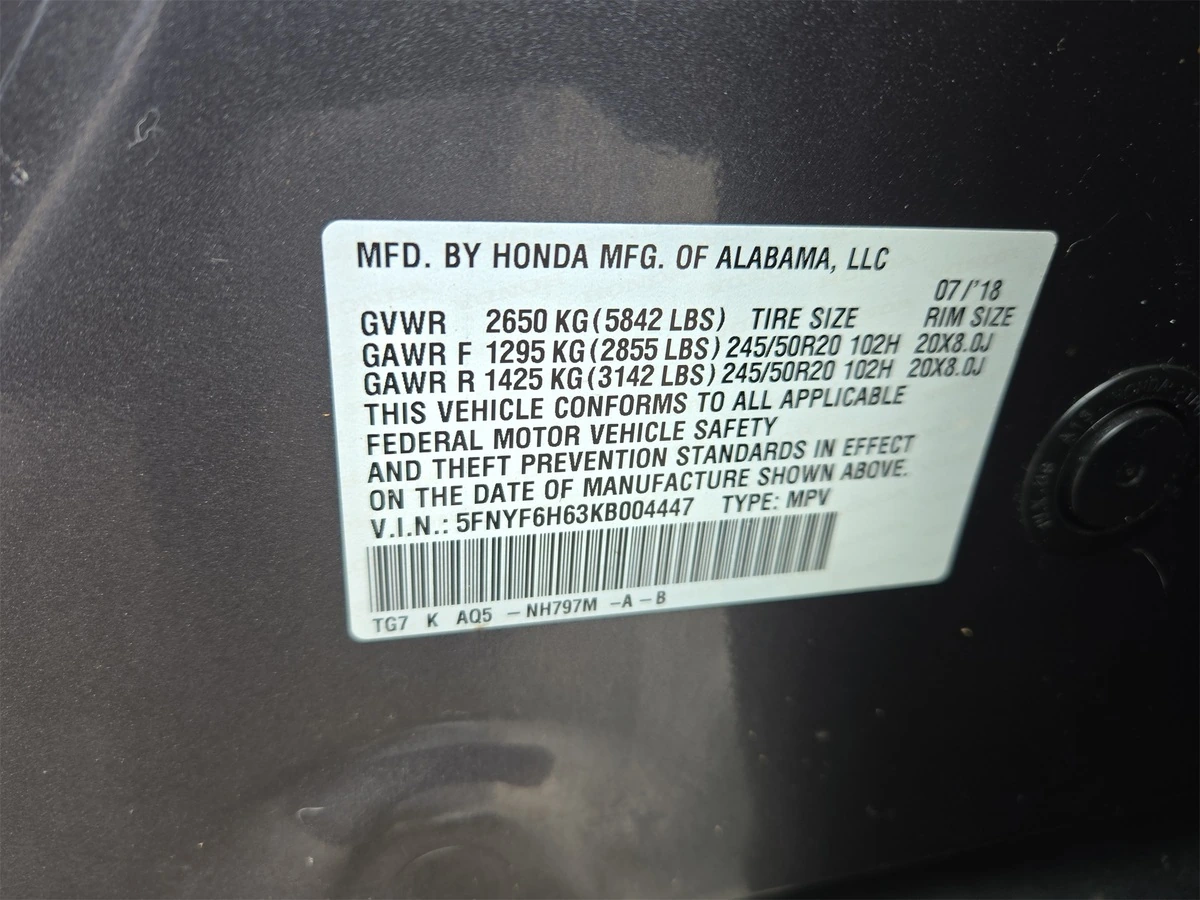 MFD. BY HONDA MFG. OF ALABAMA, LLC
07/'18
GVWR 2650 KG (5842 LBS) TIRE SIZE RIM SIZE
GAWR F 1295 KG (2855 LBS) 245/50R20 102H 20X8.0J
GAWR R 1425 KG (3142 LBS) 245/50R20 102H 20X8.0J
THIS VEHICLE CONFORMS TO ALL APPLICABLE
FEDERAL MOTOR VEHICLE SAFETY
AND THEFT PREVENTION STANDARDS IN EFFECT
ON THE DATE OF MANUFACTURE SHOWN ABOVE.
V.I.N.: 5FNYF6H63KB004447 TYPE: MPV
TG7 K AQ5 - NH797M - A - B